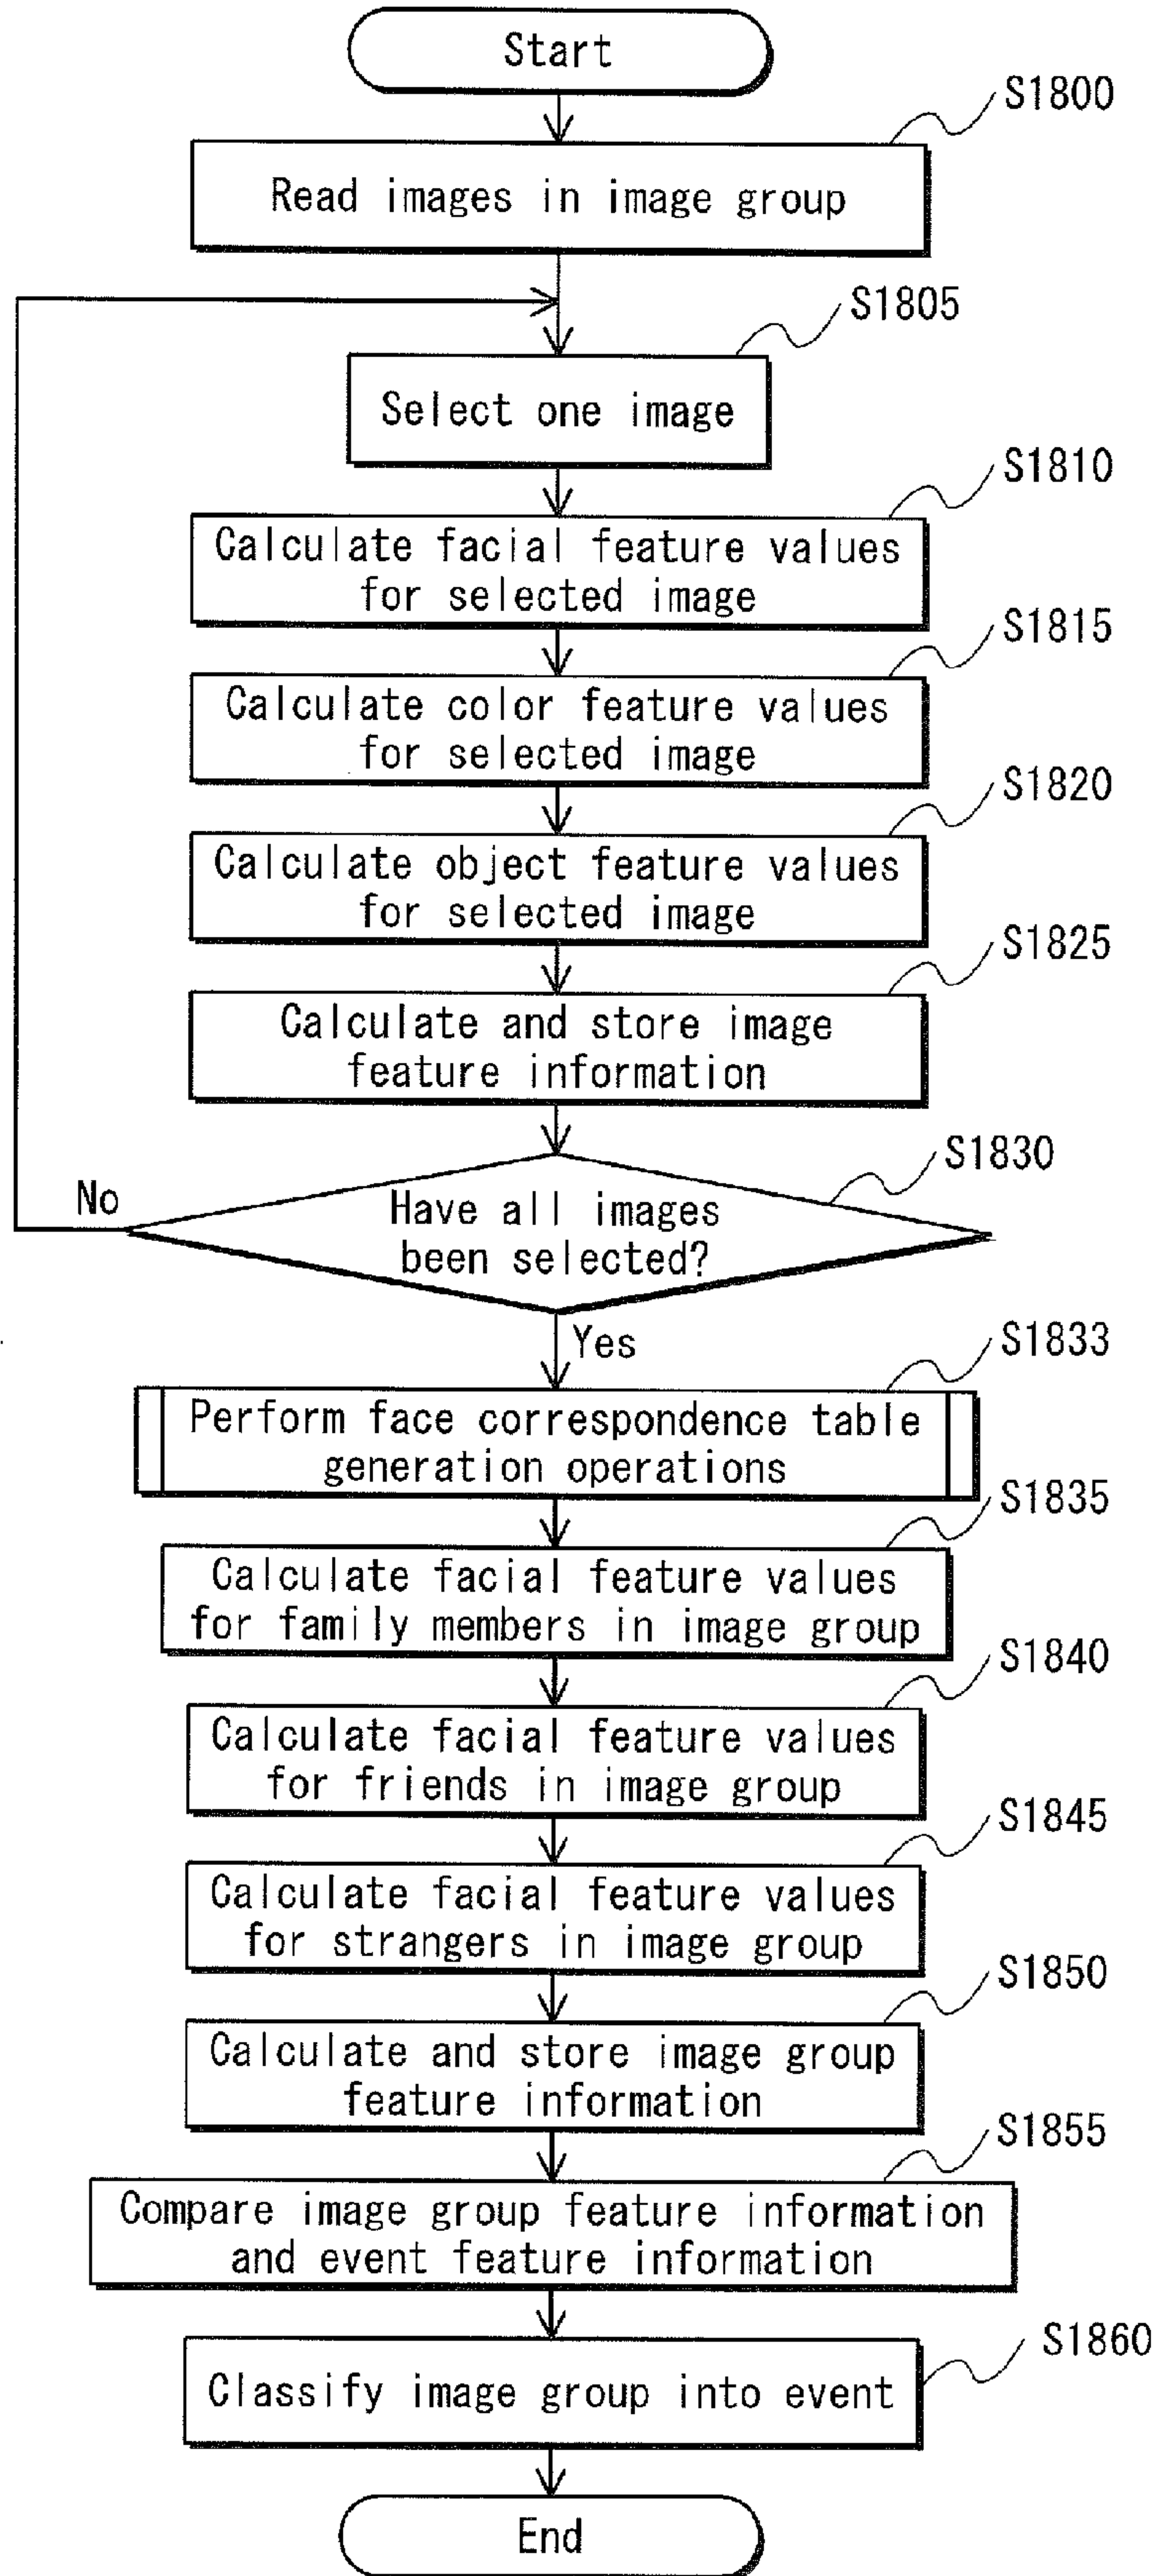 Start
S1800
Read images in image group
S1805
Select one image
S1810
Calculate facial feature values
for selected image
S1815
Calculate color feature values
for selected image
S1820
Calculate object feature values
for selected image
S1825
Calculate and store image
feature information
S1830
No
Have all images
been selected?
Yes
S1833
Perform face correspondence table
generation operations
S1835
Calculate facial feature values
for family members in image group
S1840
Calculate facial feature values
for friends in image group
S1845
Calculate facial feature values
for strangers in image group
S1850
Calculate and store image group
feature information
S1855
Compare image group feature information
and event feature information
S1860
Classify image group into event
End